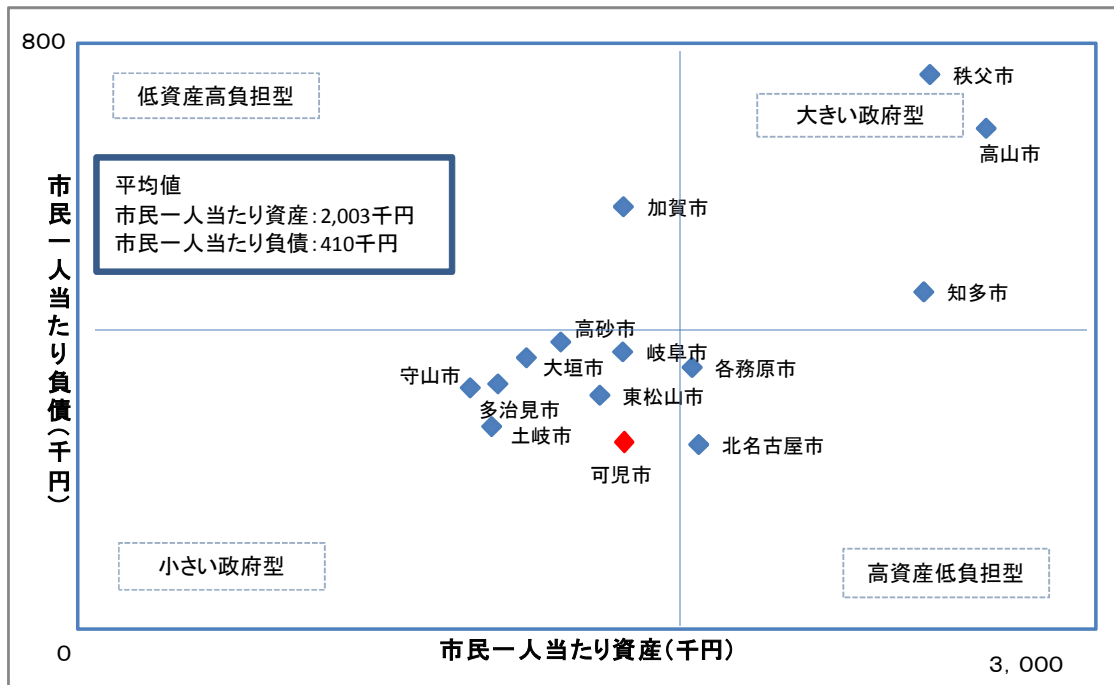 800
低資産高負担型
大きい政府型
秩父市
高山市
平均値
市民一人当たり資産：2,003千円
市民一人当たり負債：410千円
加賀市
知多市
高砂市
岐阜市
大垣市
各務原市
守山市
多治見市
東松山市
土岐市
北名古屋市
可児市
小さい政府型
高資産低負担型
市民一人当たり負債（千円）
0
市民一人当たり資産（千円）
3，000